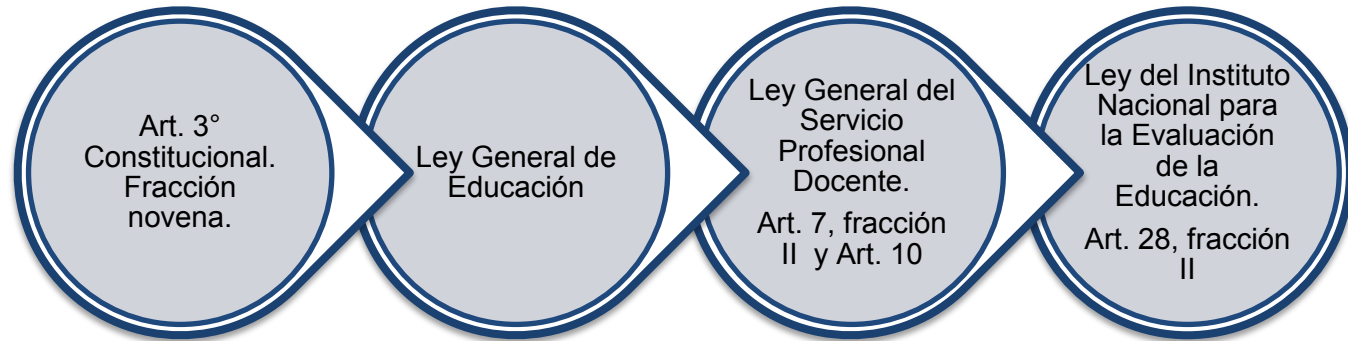 Art. 3°
Constitucional.
Fracción
novena.
Ley General de
Educación
Ley General del
Servicio
Profesional
Docente.
Art. 7, fracción
II y Art. 10
Ley del Instituto
Nacional para
la Evaluación
de la
Educación.
Art. 28, fracción
II